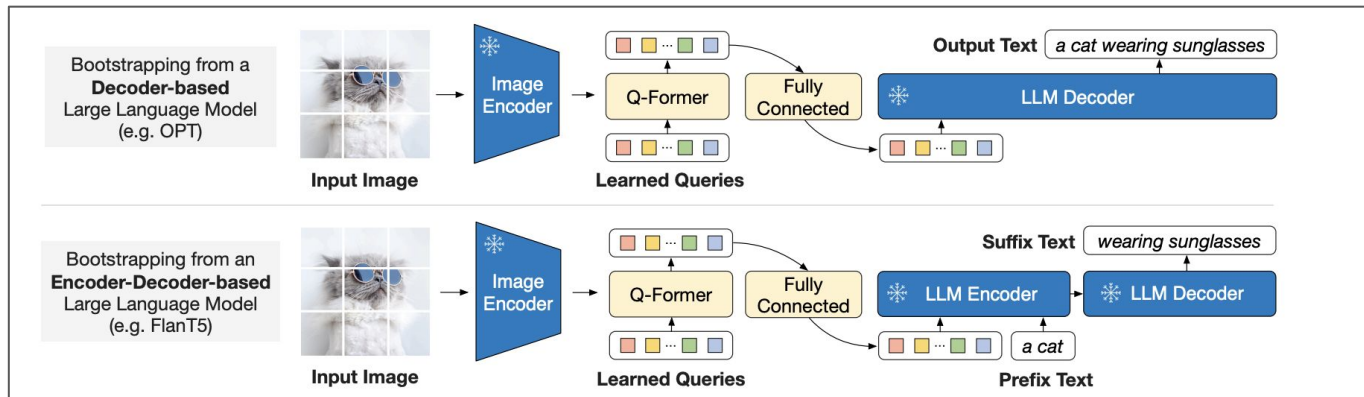 Bootstrapping from a
Decoder-based
Large Language Model
(e.g. OPT)
Input Image
Image
Encoder
Q-Former
Learned Queries
Fully
Connected
Output Text
a cat wearing sunglasses
LLM Decoder
Bootstrapping from an
Encoder-Decoder-based
Large Language Model
(e.g. FlanT5)
Input Image
Image
Encoder
Q-Former
Learned Queries
Fully
Connected
Suffix Text
wearing sunglasses
LLM Encoder
LLM Decoder
a cat
Prefix Text